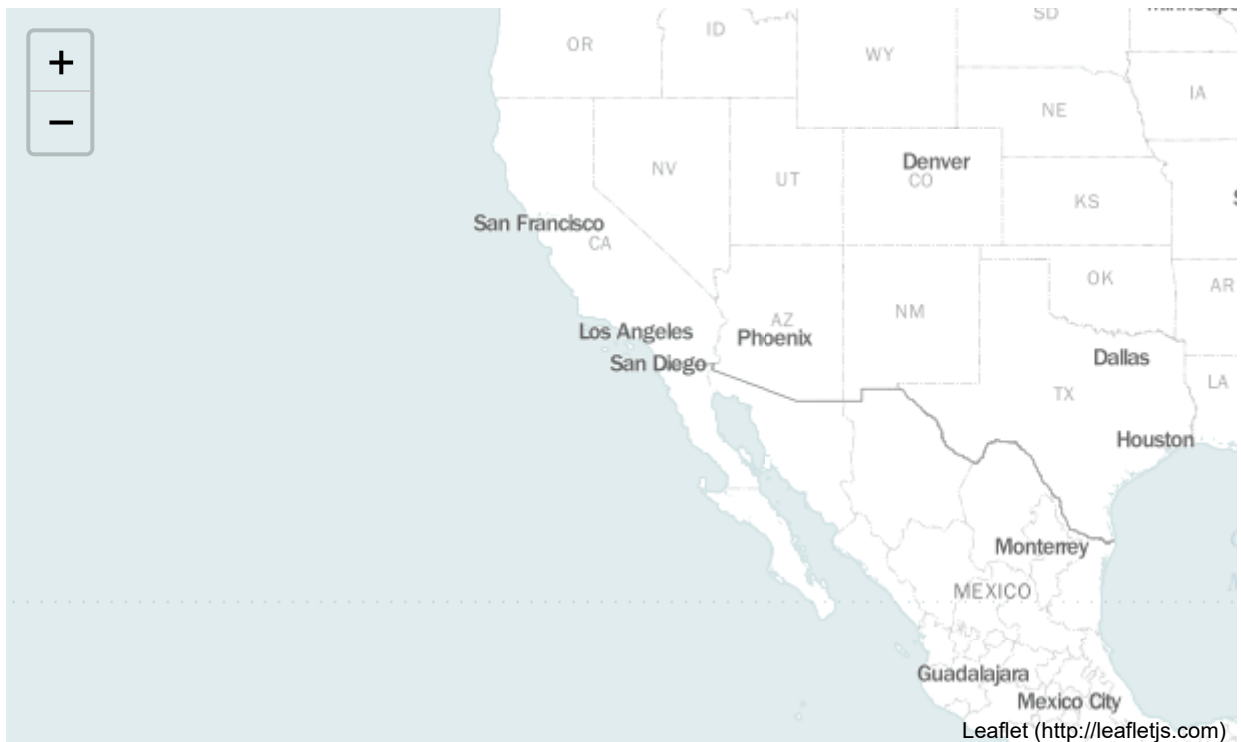 SD
ID
OR
WY
+
IA
NE
−
Denver
NV
UT
CO
KS
San Francisco
CA
OK
AR
NM
AZ
Los Angeles
Phoenix
Dallas
San Diego
LA
TX
Houston
Monterrey
MEXICO
Guadalajara
Mexico City
Leaflet (http://leafletjs.com)